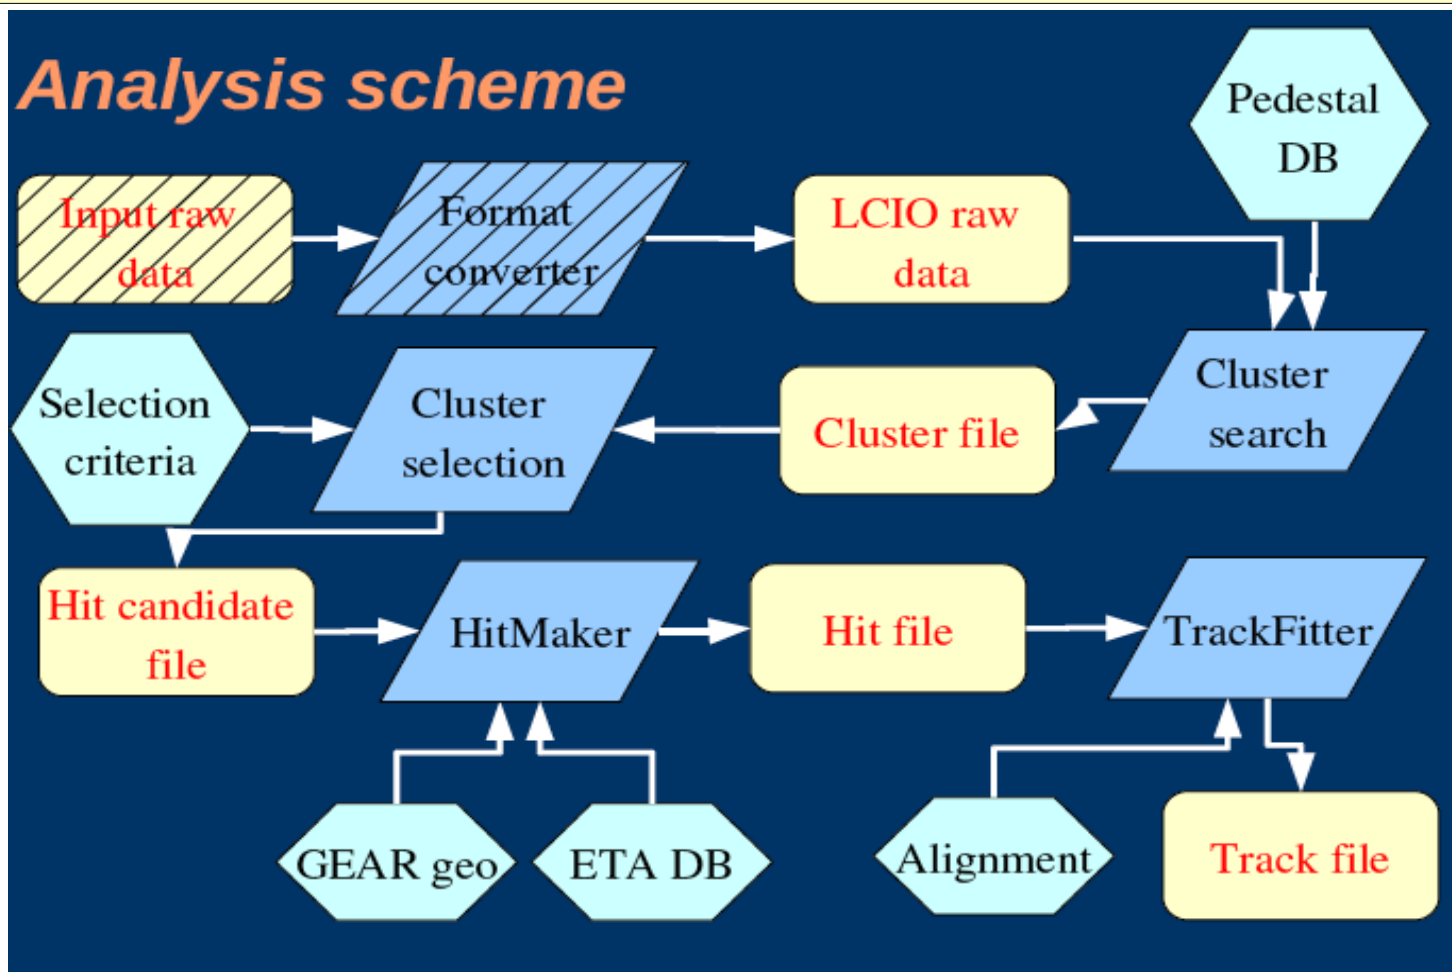 Analysis scheme
Pedestal
DB
Input raw
data
Format
converter
LCIO raw
data
Selection
criteria
Cluster
selection
Cluster file
Cluster
search
Hit candidate
file
HitMaker
Hit file
TrackFitter
GEAR geo
ETA DB
Alignment
Track file